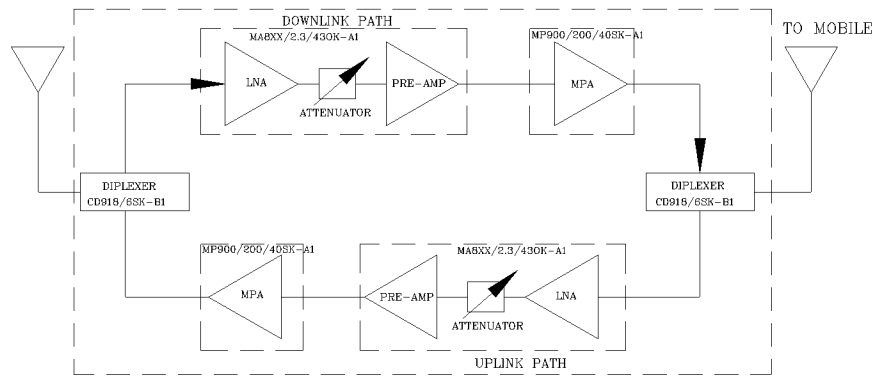 DOWNLINK PATH
MA8XX/2.3/430K-A1
MP900/200/40SK-A1
TO MOBILE
LNA
PRE-AMP
MPA
ATTENUATOR
DIPLEXER
CD918/6SK-B1
DIPLEXER
CD918/6SK-B1
MP900/200/40SK-A1
MA8XX/2.3/430K-A1
MPA
PRE-AMP
LNA
ATTENUATOR
UPLINK PATH